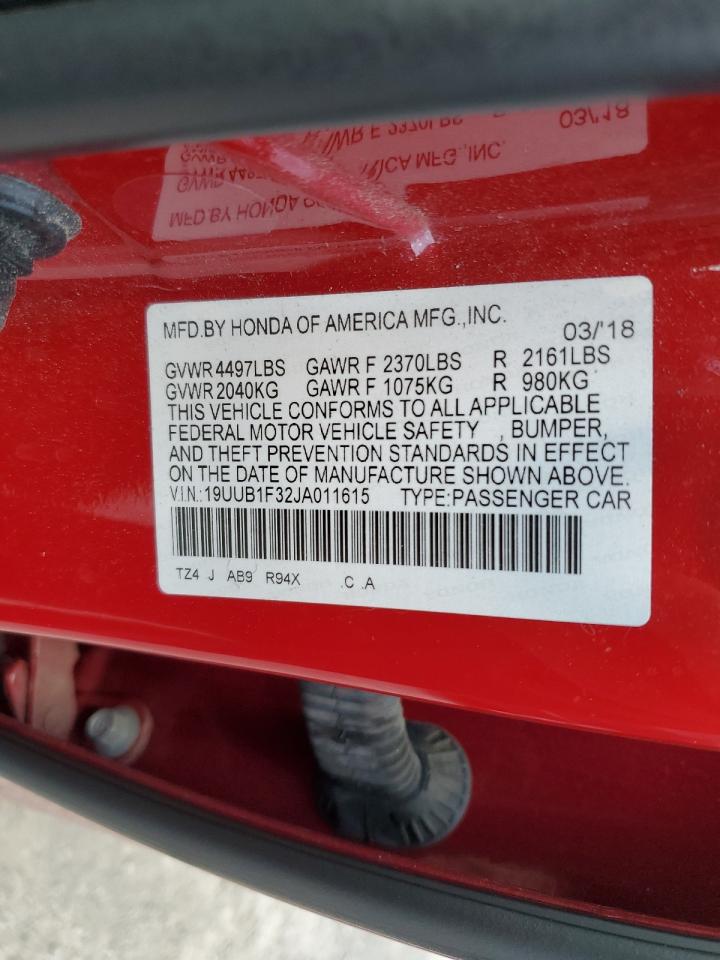 MFD.BY HONDA OF AMERICA MFG.,INC. 03/'18
GVWR 4497LBS GAWR F 2370LBS R 2161LBS
GVWR 2040KG GAWR F 1075KG R 980KG
THIS VEHICLE CONFORMS TO ALL APPLICABLE
FEDERAL MOTOR VEHICLE SAFETY , BUMPER,
AND THEFT PREVENTION STANDARDS IN EFFECT
ON THE DATE OF MANUFACTURE SHOWN ABOVE.
V.I.N.:19UUB1F32JA011615 TYPE:PASSENGER CAR
TZ4 J AB9 R94X .C .A